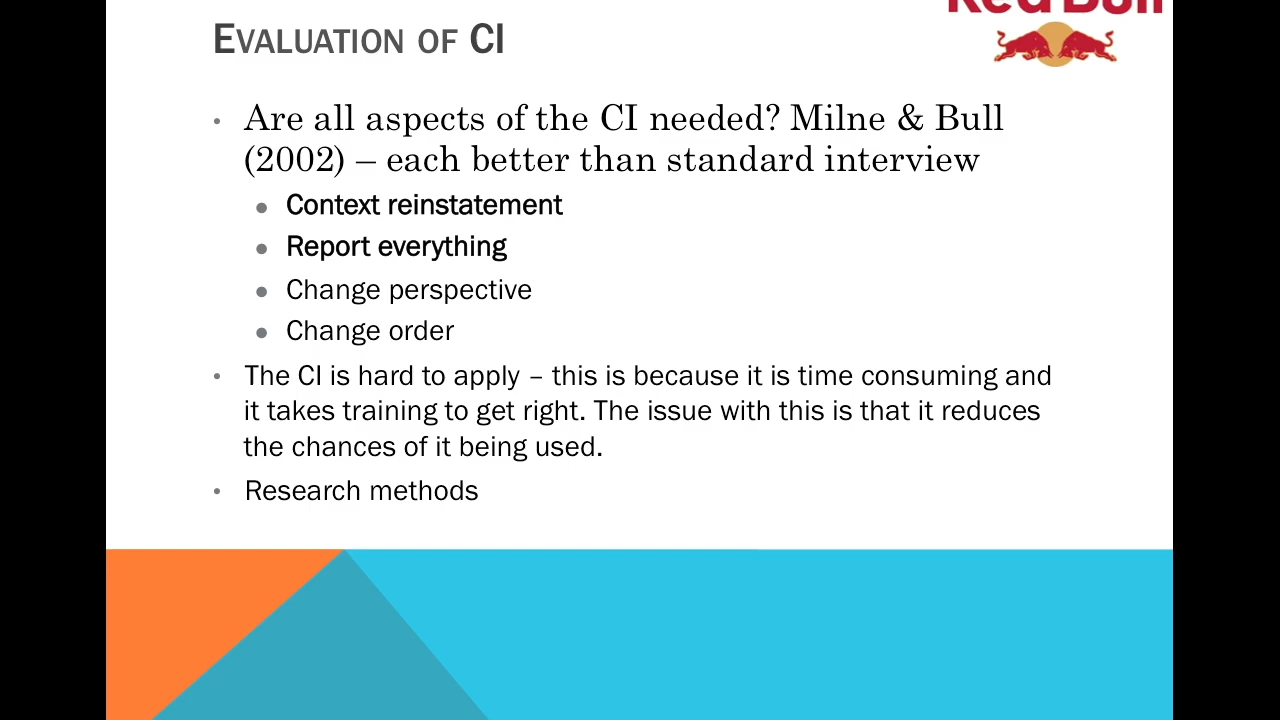 Red Bull
EVALUATION OF CI
• Are all aspects of the CI needed? Milne & Bull
(2002) – each better than standard interview
● Context reinstatement
● Report everything
● Change perspective
● Change order
• The CI is hard to apply – this is because it is time consuming and
it takes training to get right. The issue with this is that it reduces
the chances of it being used.
• Research methods